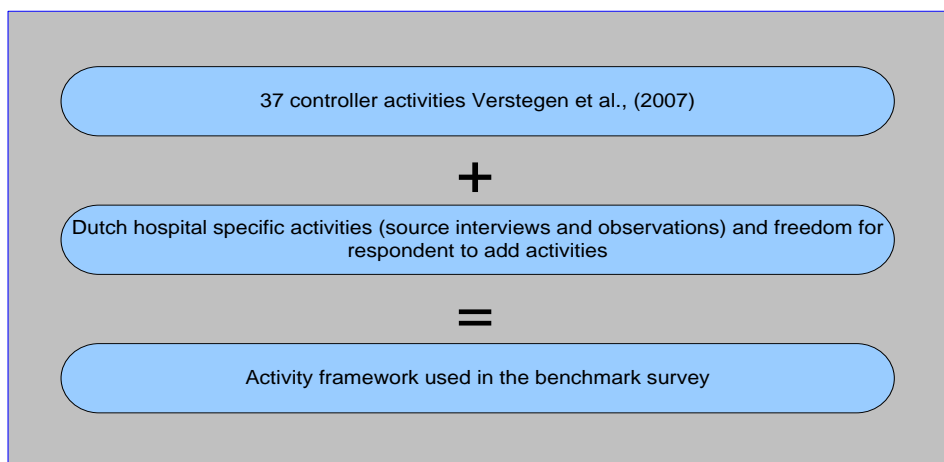 37 controller activities Verstegen et al., (2007)
+
Dutch hospital specific activities (source interviews and observations) and freedom for
respondent to add activities
=
Activity framework used in the benchmark survey